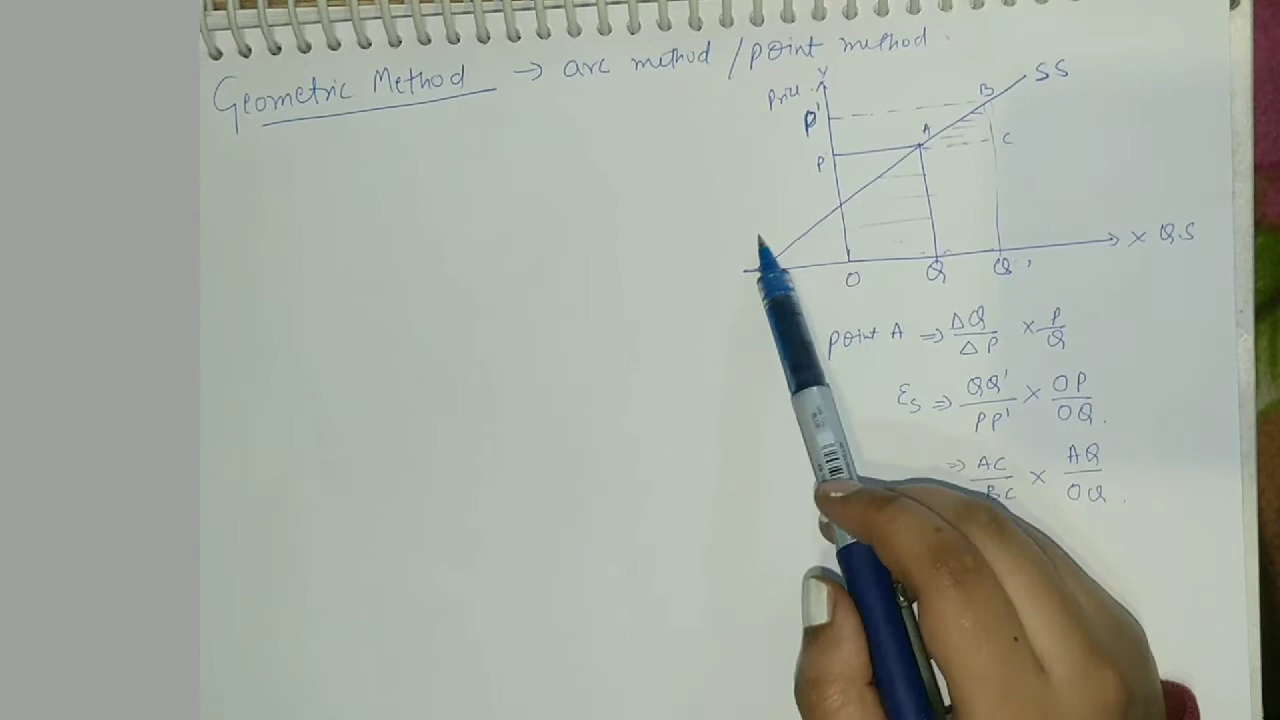 Geometric Method → arc method / point method.
Y
Price.
SS
P'
B
A
P
C
O
Q
Q'
X Q.S
point A ⇒ ΔQ/ΔP × P/Q
Es ⇒ QQ'/PP' × OP/OQ.
⇒ AC/BC × AQ/OQ.